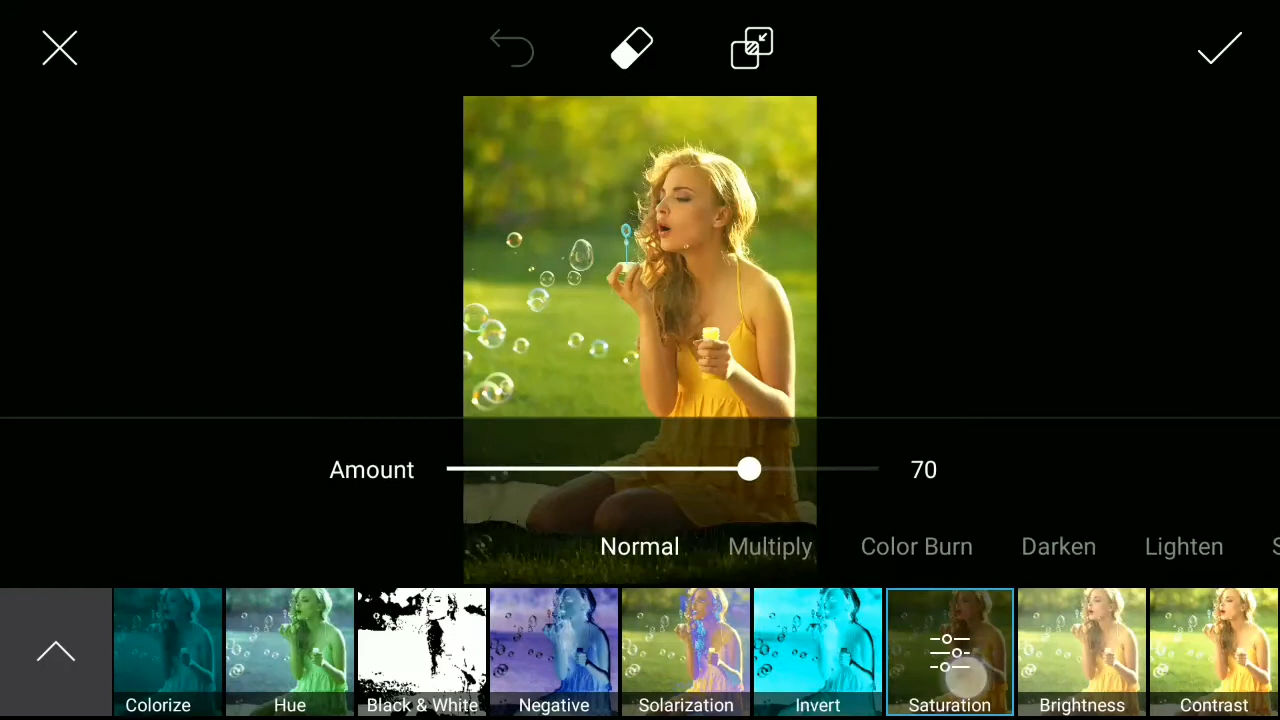 Amount 70
Normal Multiply Color Burn Darken Lighten S
Colorize Hue Black & White Negative Solarization Invert Saturation Brightness Contrast